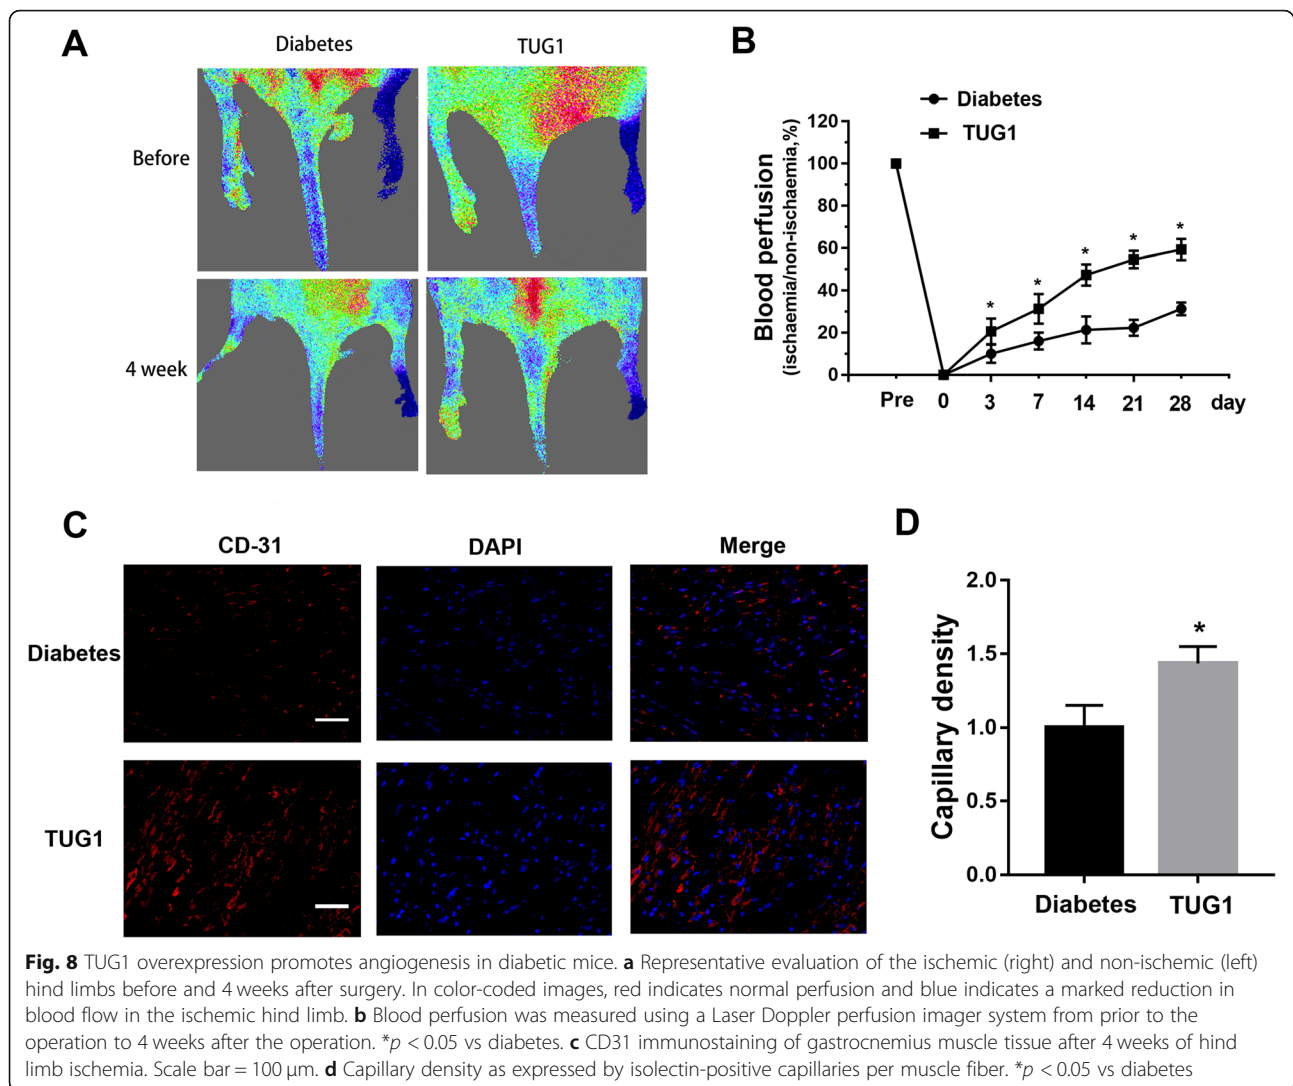 A
Diabetes
TUG1
Before
4 week
B
Diabetes
TUG1
Blood perfusion
(ischaemia/non-ischaemia,%)
120
100
80
60
40
20
0
* * * * *
Pre 0 3 7 14 21 28 day
C
CD-31 DAPI Merge
Diabetes
TUG1
D
Capillary density
2.0
1.5
1.0
0.5
0.0
*
Diabetes TUG1
Fig. 8 TUG1 overexpression promotes angiogenesis in diabetic mice. a Representative evaluation of the ischemic (right) and non-ischemic (left)
hind limbs before and 4 weeks after surgery. In color-coded images, red indicates normal perfusion and blue indicates a marked reduction in
blood flow in the ischemic hind limb. b Blood perfusion was measured using a Laser Doppler perfusion imager system from prior to the
operation to 4 weeks after the operation. *p < 0.05 vs diabetes. c CD31 immunostaining of gastrocnemius muscle tissue after 4 weeks of hind
limb ischemia. Scale bar = 100 μm. d Capillary density as expressed by isolectin-positive capillaries per muscle fiber. *p < 0.05 vs diabetes